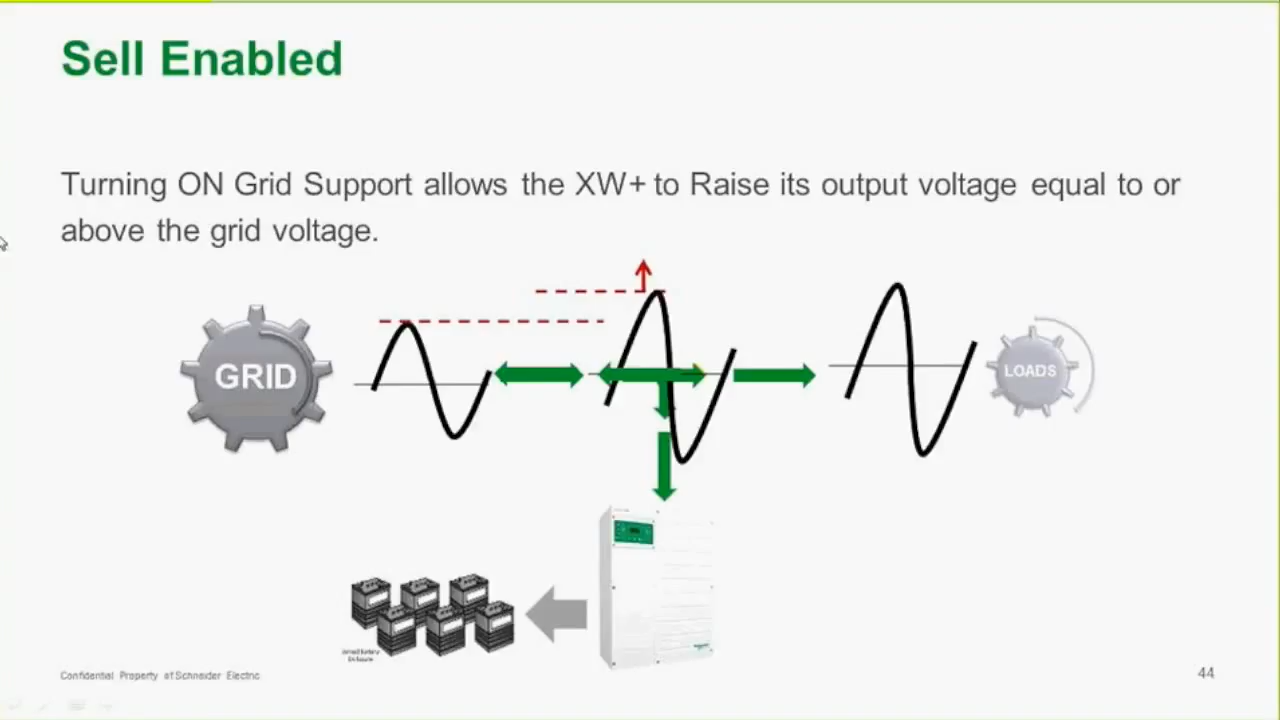 Sell Enabled
Turning ON Grid Support allows the XW+ to Raise its output voltage equal to or
above the grid voltage.
GRID
LOADS
Confidential Property of Schneider Electric
44